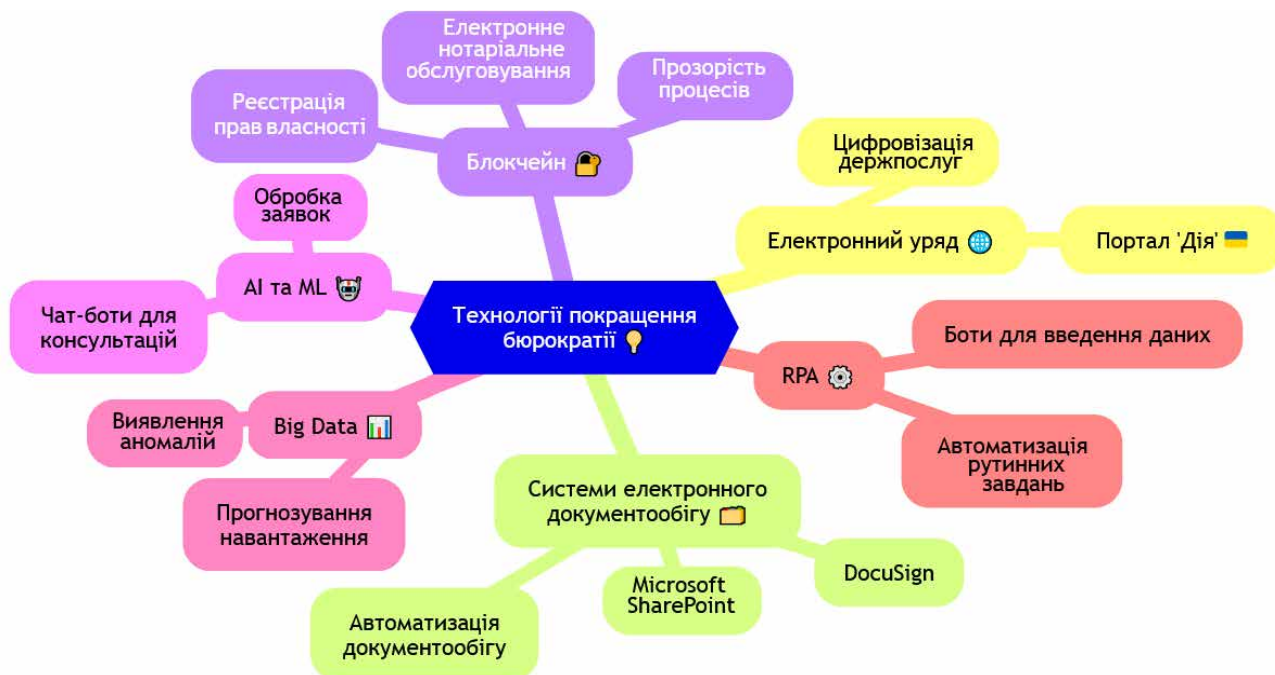 Електронне
нотаріальне
обслуговування
Прозорість
процесів
Реєстрація
прав власності
Блокчейн
Цифровізація
держпослуг
Обробка
заявок
Електронний уряд
Портал 'Дія'
AI та ML
Чат-боти для
консультацій
Технології покращення
бюрократії
Боти для введення даних
RPA
Виявлення
аномалій
Big Data
Автоматизація
рутинних
завдань
Системи електронного
документообігу
Прогнозування
навантаження
DocuSign
Microsoft
SharePoint
Автоматизація
документообігу